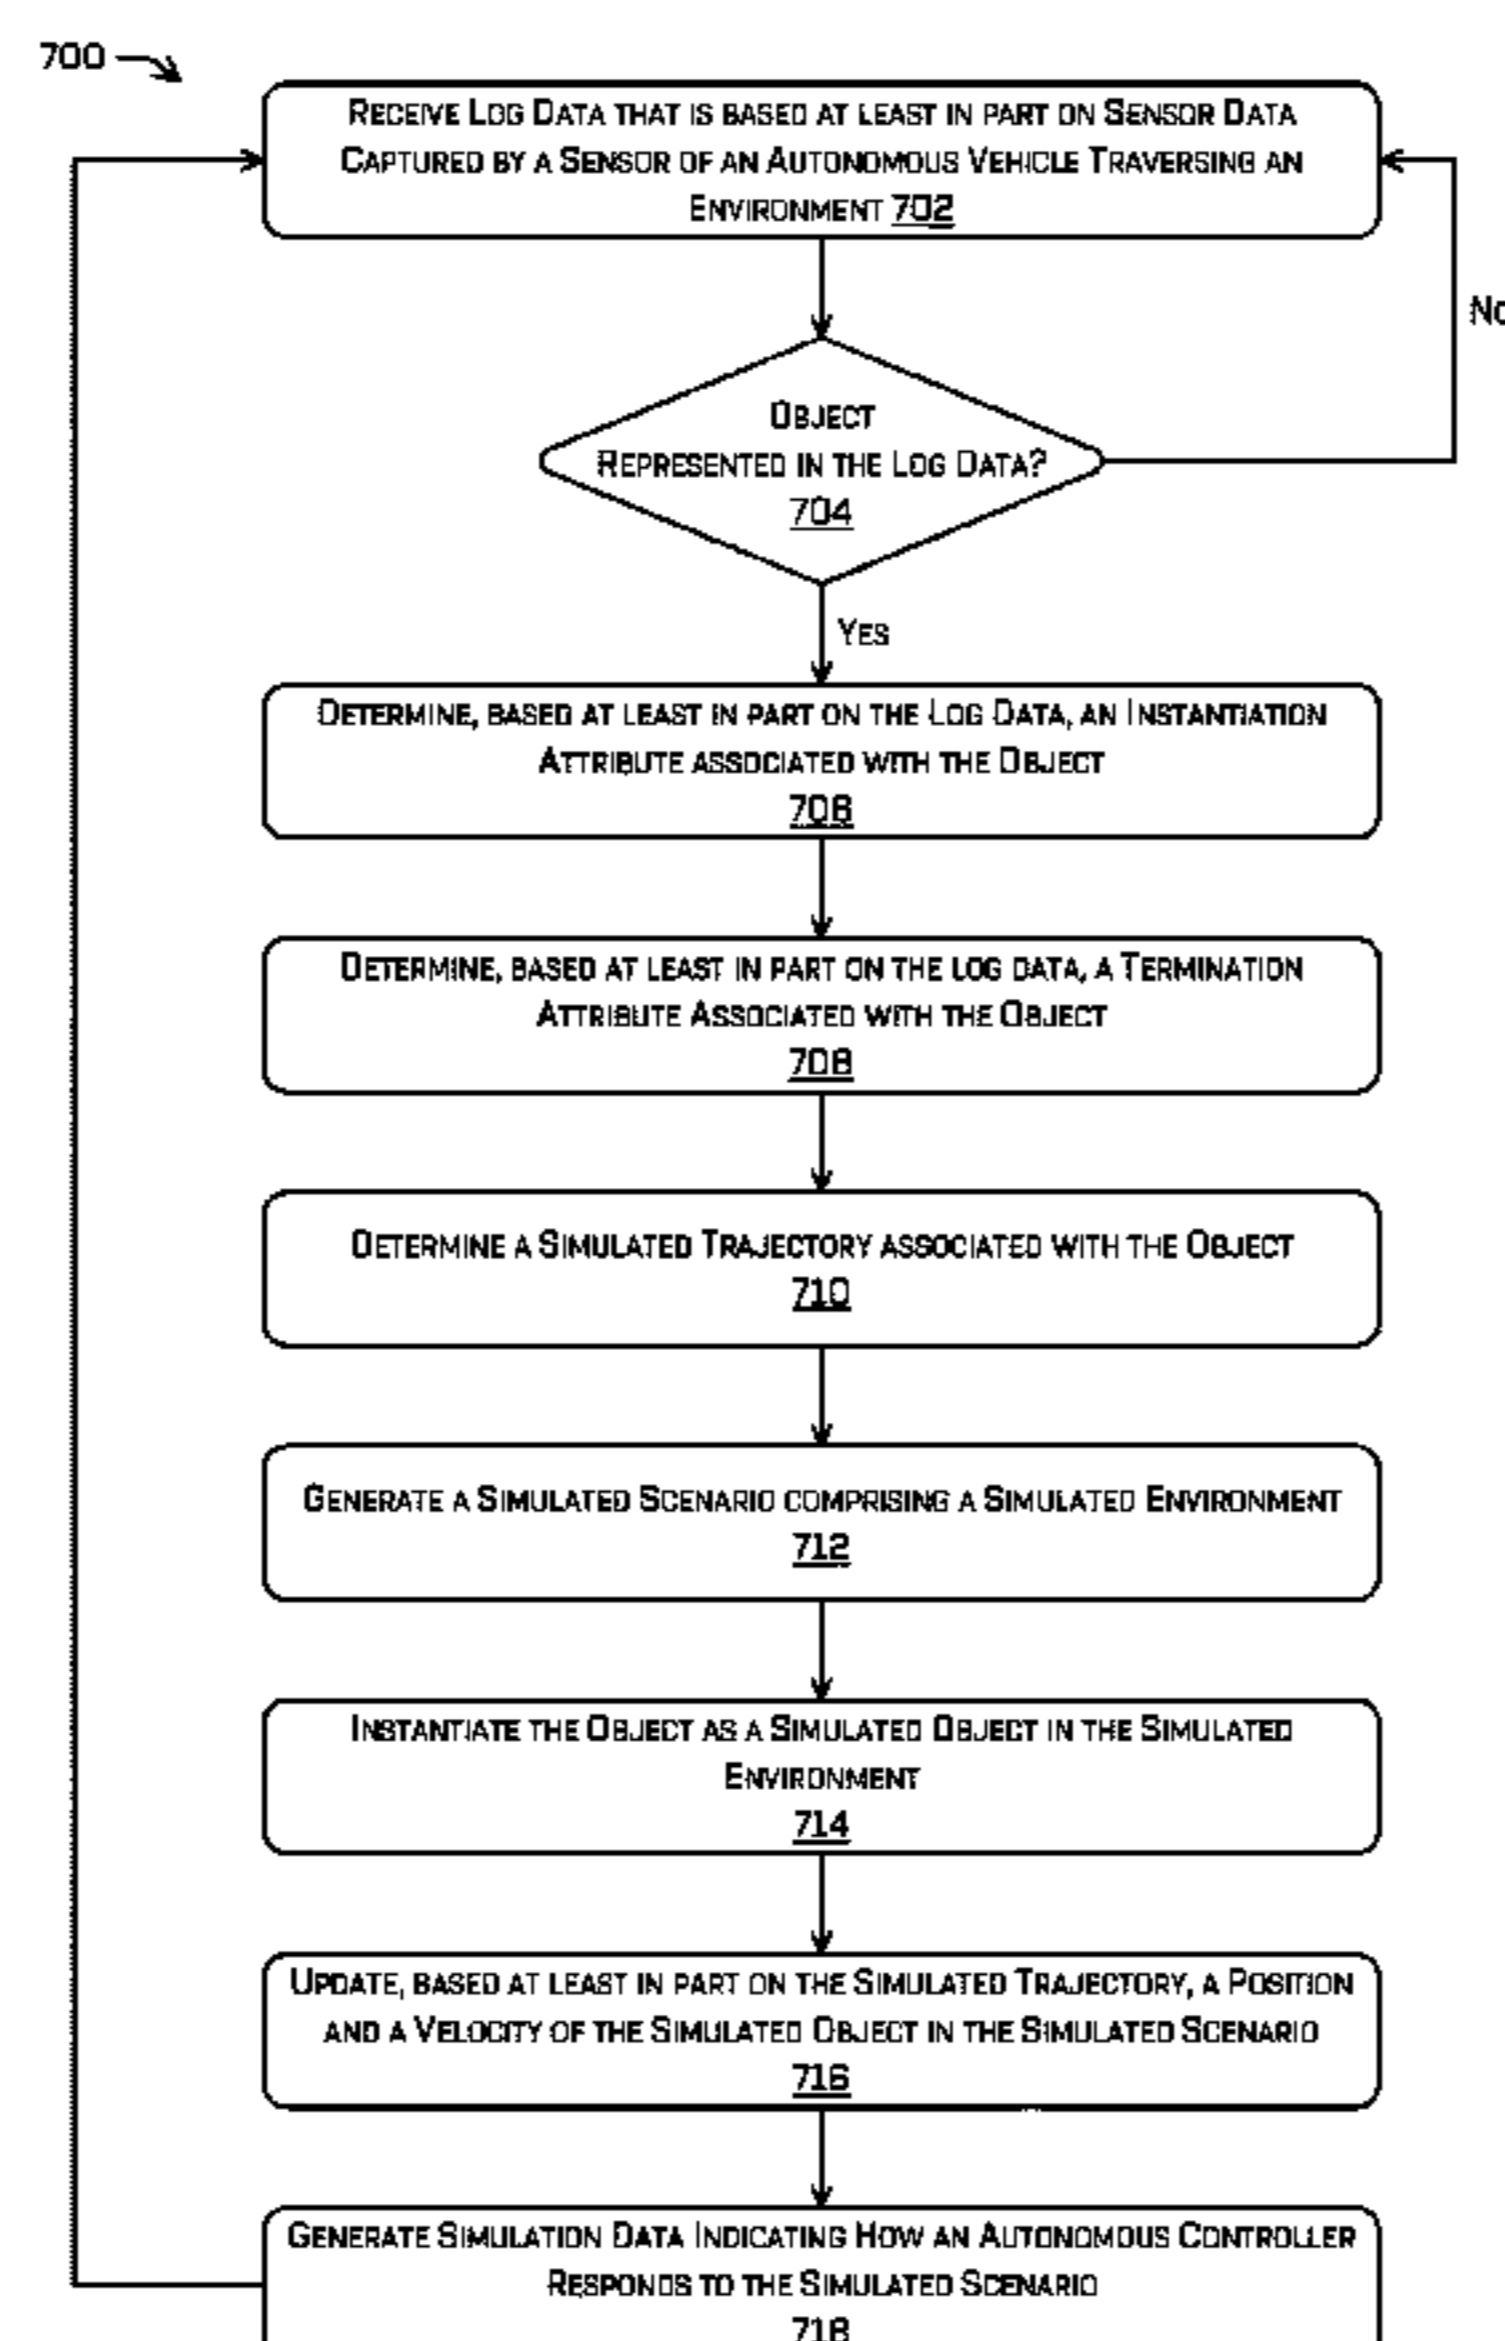 700
RECEIVE LOG DATA THAT IS BASED AT LEAST IN PART ON SENSOR DATA
CAPTURED BY A SENSOR OF AN AUTONOMOUS VEHICLE TRAVERSING AN
ENVIRONMENT 702
NO
OBJECT
REPRESENTED IN THE LOG DATA?
704
YES
DETERMINE, BASED AT LEAST IN PART ON THE LOG DATA, AN INSTANTIATION
ATTRIBUTE ASSOCIATED WITH THE OBJECT
706
DETERMINE, BASED AT LEAST IN PART ON THE LOG DATA, A TERMINATION
ATTRIBUTE ASSOCIATED WITH THE OBJECT
708
DETERMINE A SIMULATED TRAJECTORY ASSOCIATED WITH THE OBJECT
710
GENERATE A SIMULATED SCENARIO COMPRISING A SIMULATED ENVIRONMENT
712
INSTANTIATE THE OBJECT AS A SIMULATED OBJECT IN THE SIMULATED
ENVIRONMENT
714
UPDATE, BASED AT LEAST IN PART ON THE SIMULATED TRAJECTORY, A POSITION
AND A VELOCITY OF THE SIMULATED OBJECT IN THE SIMULATED SCENARIO
716
GENERATE SIMULATION DATA INDICATING HOW AN AUTONOMOUS CONTROLLER
RESPONDS TO THE SIMULATED SCENARIO
718